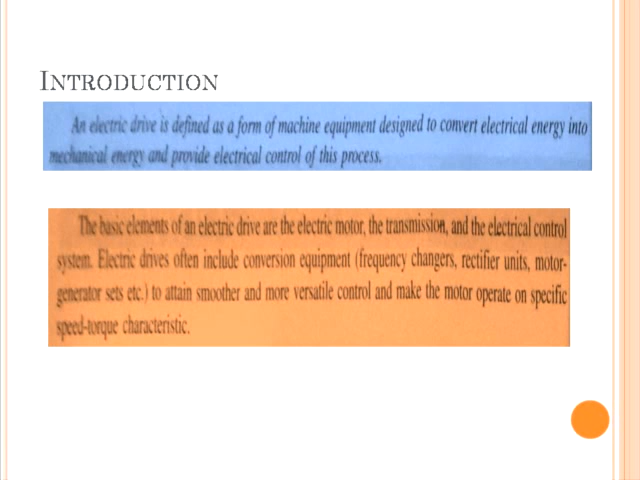 INTRODUCTION
An electric drive is defined as a form of machine equipment designed to convert electrical energy into
mechanical energy and provide electrical control of this process.
The basic elements of an electric drive are the electric motor, the transmission, and the electrical control
system. Electric drives often include conversion equipment (frequency changers, rectifier units, motor-
generator sets etc.) to attain smoother and more versatile control and make the motor operate on specific
speed-torque characteristic.